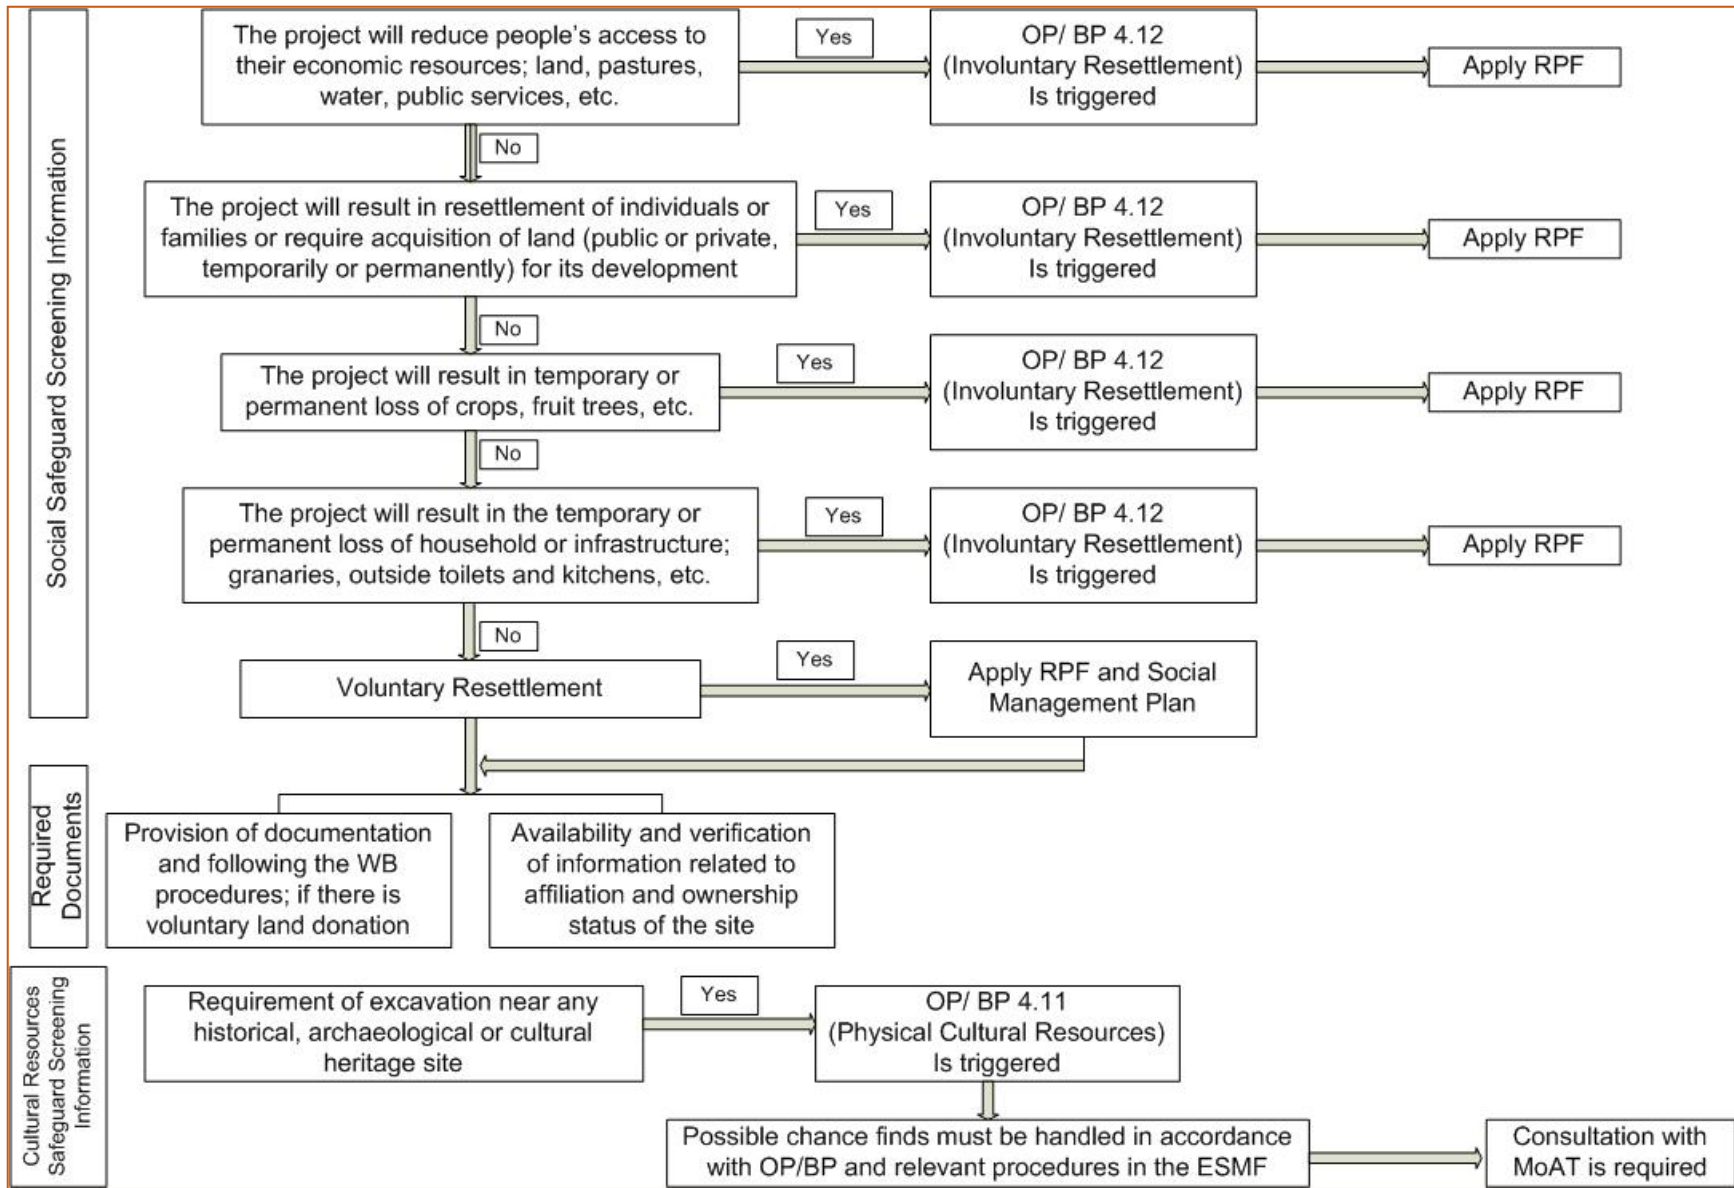 Social Safeguard Screening Information
The project will reduce people's access to
their economic resources; land, pastures,
water, public services, etc.
Yes
OP/ BP 4.12
(Involuntary Resettlement)
Is triggered
Apply RPF
No
The project will result in resettlement of individuals or
families or require acquisition of land (public or private,
temporarily or permanently) for its development
Yes
OP/ BP 4.12
(Involuntary Resettlement)
Is triggered
Apply RPF
No
The project will result in temporary or
permanent loss of crops, fruit trees, etc.
Yes
OP/ BP 4.12
(Involuntary Resettlement)
Is triggered
Apply RPF
No
The project will result in the temporary or
permanent loss of household or infrastructure;
granaries, outside toilets and kitchens, etc.
Yes
OP/ BP 4.12
(Involuntary Resettlement)
Is triggered
Apply RPF
No
Voluntary Resettlement
Yes
Apply RPF and Social
Management Plan
Required
Documents
Provision of documentation
and following the WB
procedures; if there is
voluntary land donation
Availability and verification
of information related to
affiliation and ownership
status of the site
Cultural Resources
Safeguard Screening
Information
Requirement of excavation near any
historical, archaeological or cultural
heritage site
Yes
OP/ BP 4.11
(Physical Cultural Resources)
Is triggered
Possible chance finds must be handled in accordance
with OP/BP and relevant procedures in the ESMF
Consultation with
MoAT is required